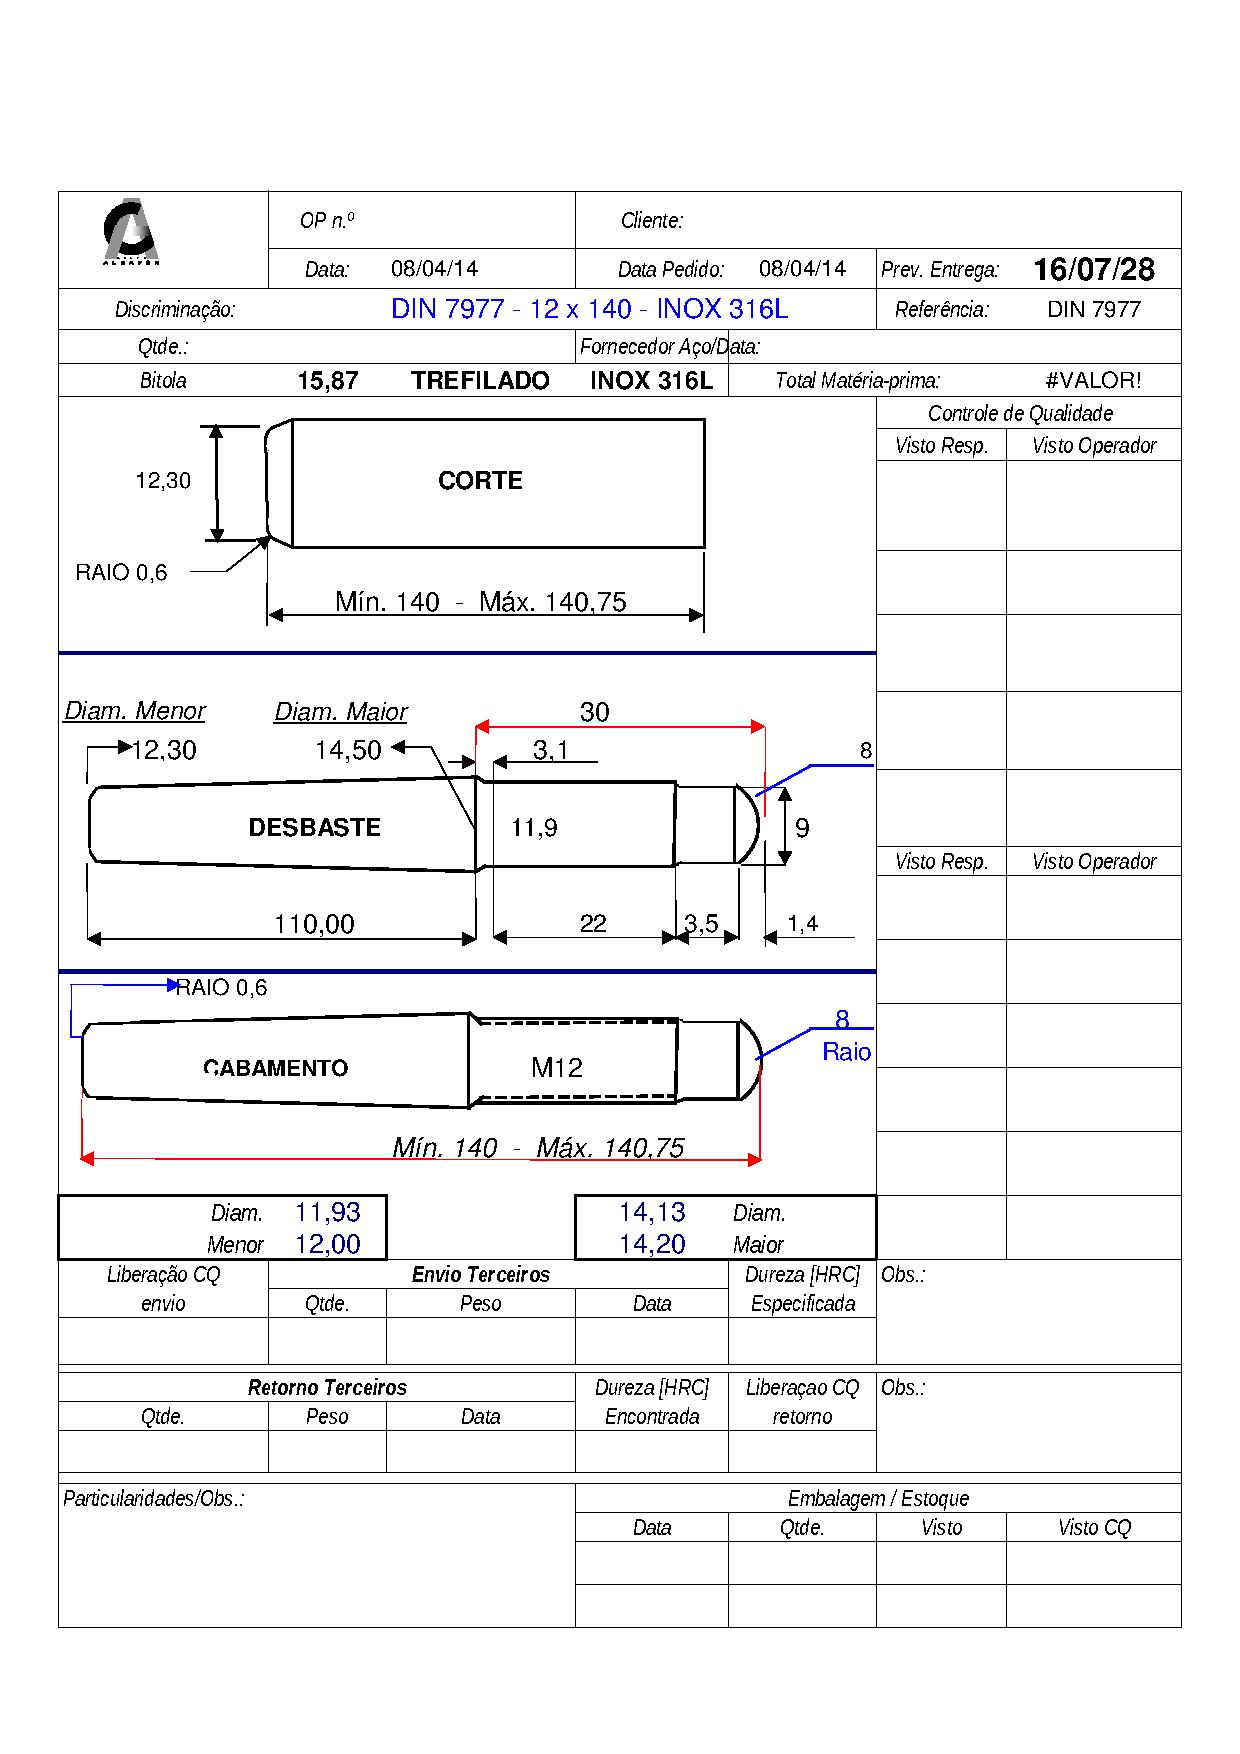 ALBAFER
OP n.º
Cliente:
Data: 08/04/14
Data Pedido: 08/04/14
Prev. Entrega: 16/07/28
Discriminação: DIN 7977 - 12 x 140 - INOX 316L
Referência: DIN 7977
Qtde.:
Fornecedor Aço/Data:
Bitola 15,87 TREFILADO INOX 316L
Total Matéria-prima: #VALOR!
Controle de Qualidade
Visto Resp. Visto Operador
12,30
CORTE
RAIO 0,6
Mín. 140 - Máx. 140,75
Diam. Menor Diam. Maior 30
12,30 14,50 3,1 8
DESBASTE 11,9 9
Visto Resp. Visto Operador
110,00 22 3,5 1,4
RAIO 0,6
8
Raio
CABAMENTO M12
Mín. 140 - Máx. 140,75
Diam. 11,93 14,13 Diam.
Menor 12,00 14,20 Maior
Liberação CQ Envio Terceiros Dureza [HRC] Obs.:
envio Qtde. Peso Data Especificada
Retorno Terceiros Dureza [HRC] Liberaçao CQ Obs.:
Qtde. Peso Data Encontrada retorno
Particularidades/Obs.: Embalagem / Estoque
Data Qtde. Visto Visto CQ